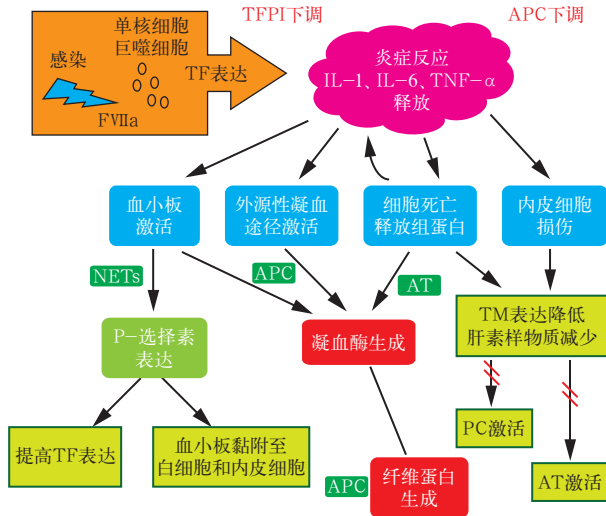 TFPI下调
APC下调
单核细胞
巨噬细胞
感染
TF表达
FⅦa
炎症反应
IL-1、IL-6、TNF-α
释放
血小板
激活
外源性凝血
途径激活
细胞死亡
释放组蛋白
内皮细胞
损伤
NETs
APC
AT
P-选择素
表达
凝血酶生成
TM表达降低
肝素样物质减少
提高TF表达
血小板黏附至
白细胞和内皮细胞
PC激活
APC
纤维蛋白
生成
AT激活